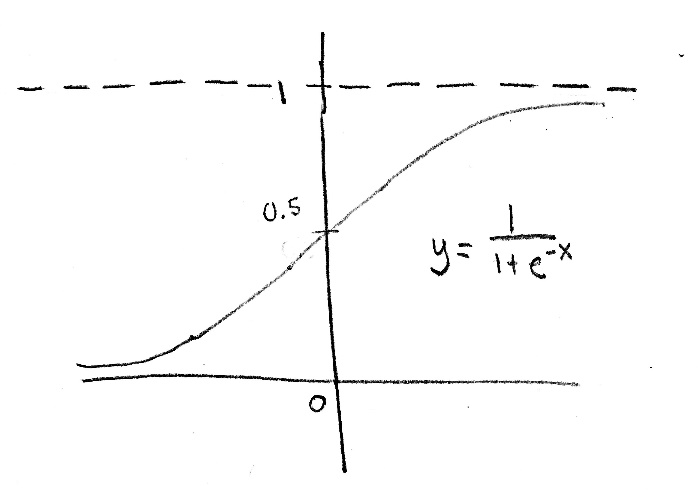 1
0.5
y = 1/(1+e^-x)
0